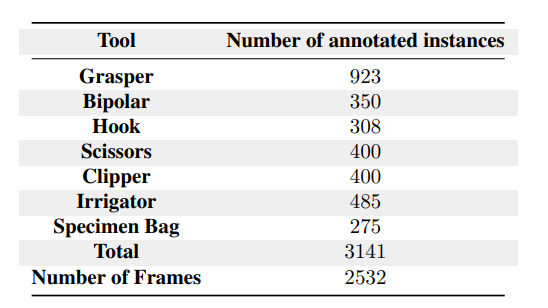 Tool Number of annotated instances
Grasper 923
Bipolar 350
Hook 308
Scissors 400
Clipper 400
Irrigator 485
Specimen Bag 275
Total 3141
Number of Frames 2532